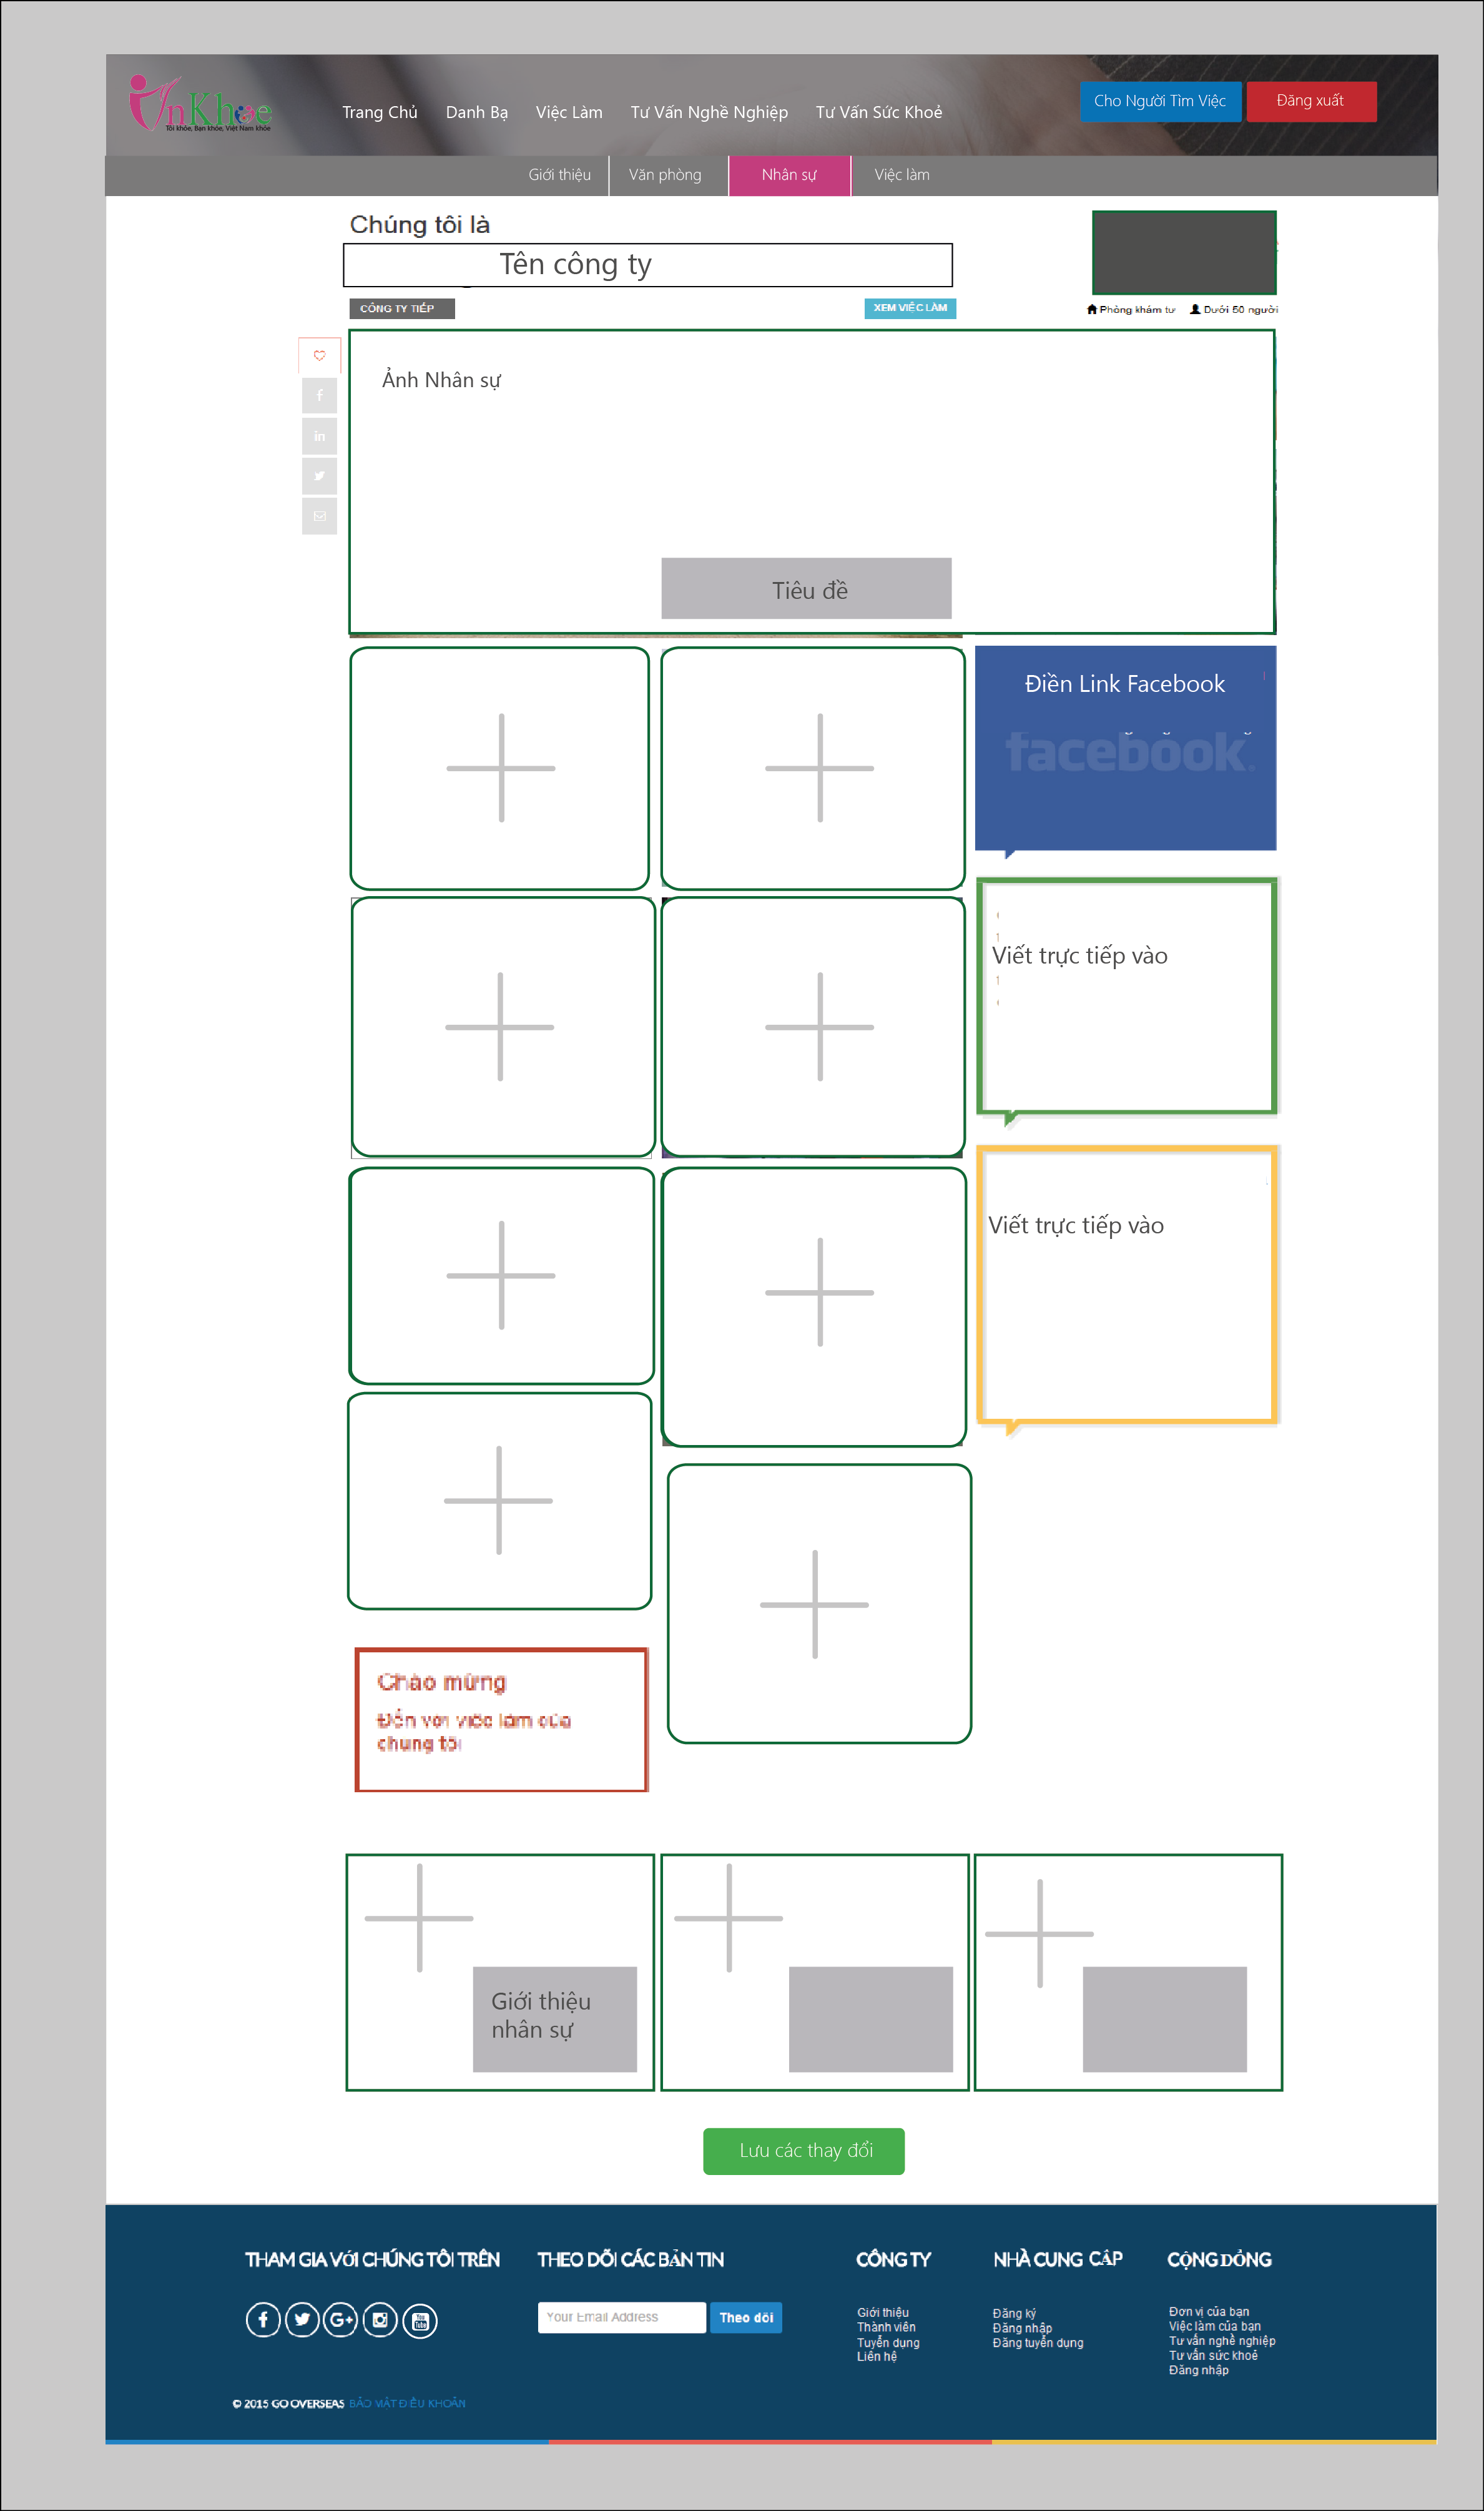 VnKhoẻ
Tôi khỏe, Bạn khỏe, Việt Nam khỏe
Trang Chủ Danh Bạ Việc Làm Tư Vấn Nghề Nghiệp Tư Vấn Sức Khoẻ
Cho Người Tìm Việc Đăng xuất
Giới thiệu Văn phòng Nhân sự Việc làm
Chúng tôi là
Tên công ty
CÔNG TY TIẾP XEM VIỆC LÀM Phòng khám tư Dưới 50 người
Ảnh Nhân sự
f
in
Tiêu đề
Điền Link Facebook
facebook
Viết trực tiếp vào
Viết trực tiếp vào
Chào mừng
Đến với việc làm của
chúng tôi
Giới thiệu
nhân sự
Lưu các thay đổi
THAM GIA VỚI CHÚNG TÔI TRÊN THEO DÕI CÁC BẢN TIN CÔNG TY NHÀ CUNG CẤP CỘNG ĐỒNG
f G+ You Tube
Your Email Address Theo dõi
Giới thiệu
Thành viên
Tuyển dụng
Liên hệ
Đăng ký
Đăng nhập
Đăng tuyển dụng
Đơn vị của bạn
Việc làm của bạn
Tư vấn nghề nghiệp
Tư vấn sức khoẻ
Đăng nhập
© 2015 GO OVERSEAS BẢO MẬT ĐIỀU KHOẢN